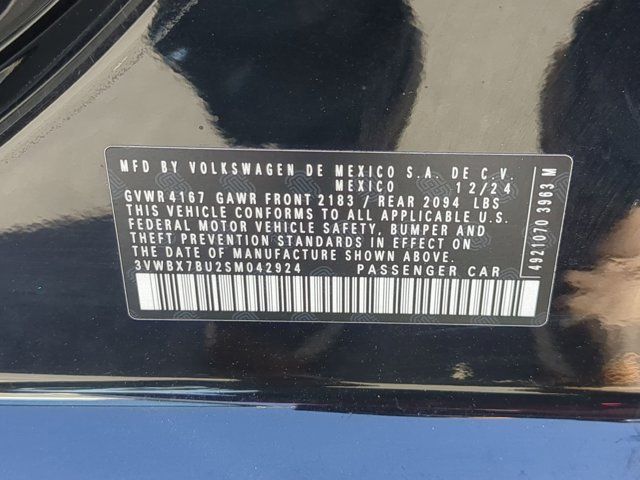 MFD BY VOLKSWAGEN DE MEXICO S.A. DE C.V.
MEXICO 12/24
GVWR 4167 GAWR FRONT 2183 / REAR 2094 LBS
THIS VEHICLE CONFORMS TO ALL APPLICABLE U.S.
FEDERAL MOTOR VEHICLE SAFETY, BUMPER AND
THEFT PREVENTION STANDARDS IN EFFECT ON
THE DATE OF MANUFACTURE SHOWN ABOVE.
3VWBX7BU2SM042924 PASSENGER CAR
4921070 3963 M